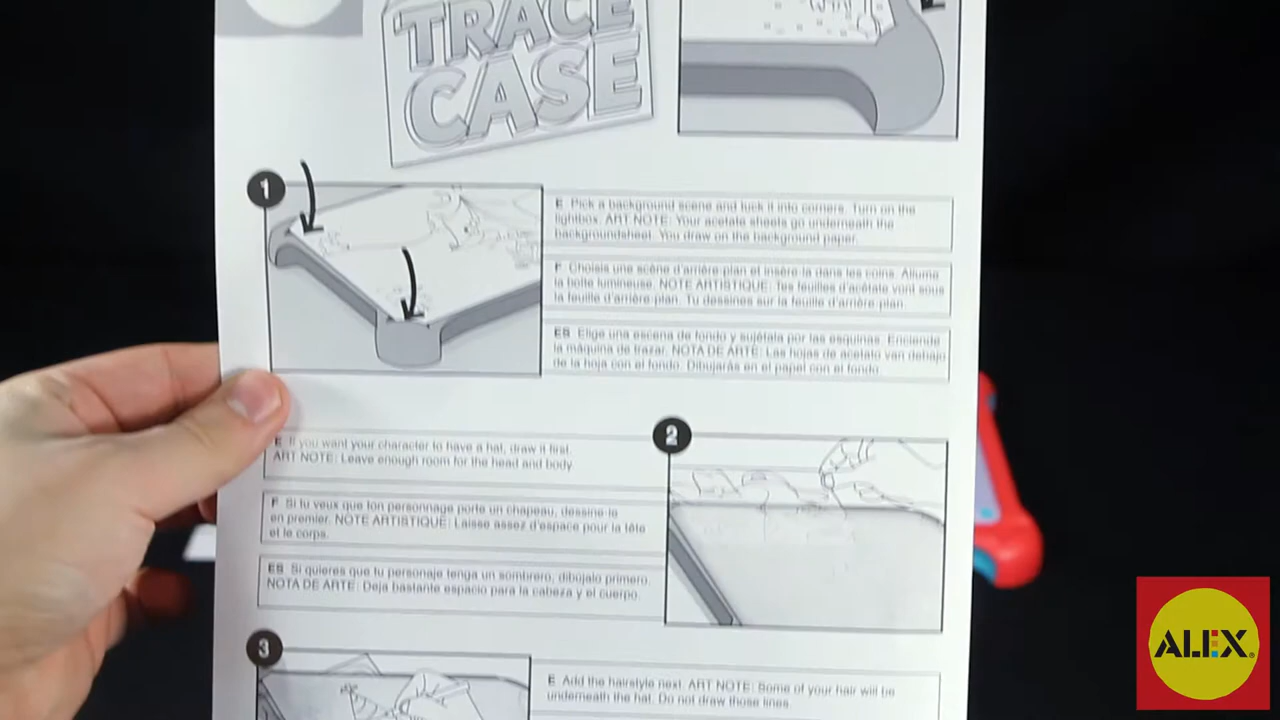 TRACE
CASE
1
E Pick a background scene and tuck it into corners. Turn on the
lightbox. ART NOTE: Your acetate sheets go underneath the
backgroundsheet. You draw on the background paper.
F Choisis une scène d'arrière-plan et insère-la dans les coins. Allume
la boîte lumineuse. NOTE ARTISTIQUE: Tes feuilles d'acétate vont sous
la feuille d'arrière-plan. Tu dessines sur la feuille d'arrière-plan.
ES Elige una escena de fondo y sujétala por las esquinas. Enciende
la máquina de trazar. NOTA DE ARTE: Las hojas de acetato van debajo
de la hoja con el fondo. Dibujarás en el papel con el fondo.
2
E If you want your character to have a hat, draw it first.
ART NOTE: Leave enough room for the head and body.
F Si tu veux que ton personnage porte un chapeau, dessine-le
en premier. NOTE ARTISTIQUE: Laisse assez d'espace pour la tête
et le corps.
ES Si quieres que tu personaje tenga un sombrero, dibújalo primero.
NOTA DE ARTE: Deja bastante espacio para la cabeza y el cuerpo.
3
E Add the hairstyle next. ART NOTE: Some of your hair will be
underneath the hat. Do not draw those lines.
ALEX®